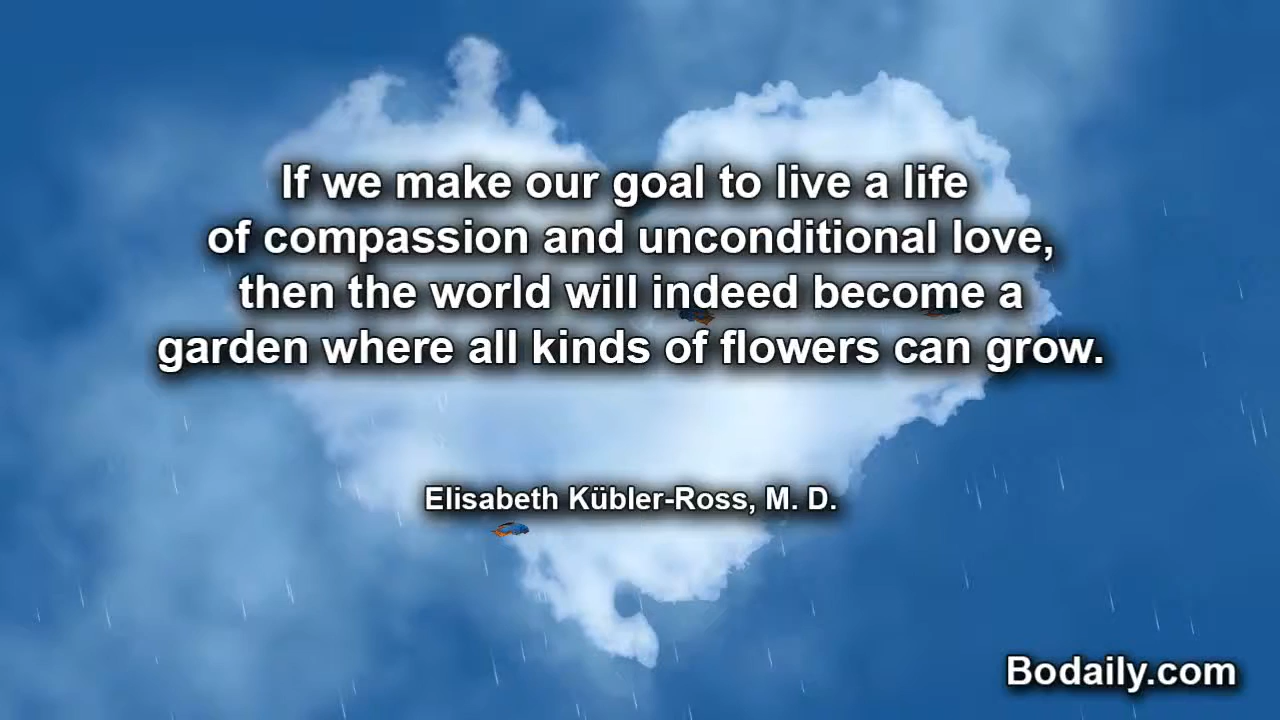 If we make our goal to live a life
of compassion and unconditional love,
then the world will indeed become a
garden where all kinds of flowers can grow.
Elisabeth Kübler-Ross, M. D.
Bodaily.com